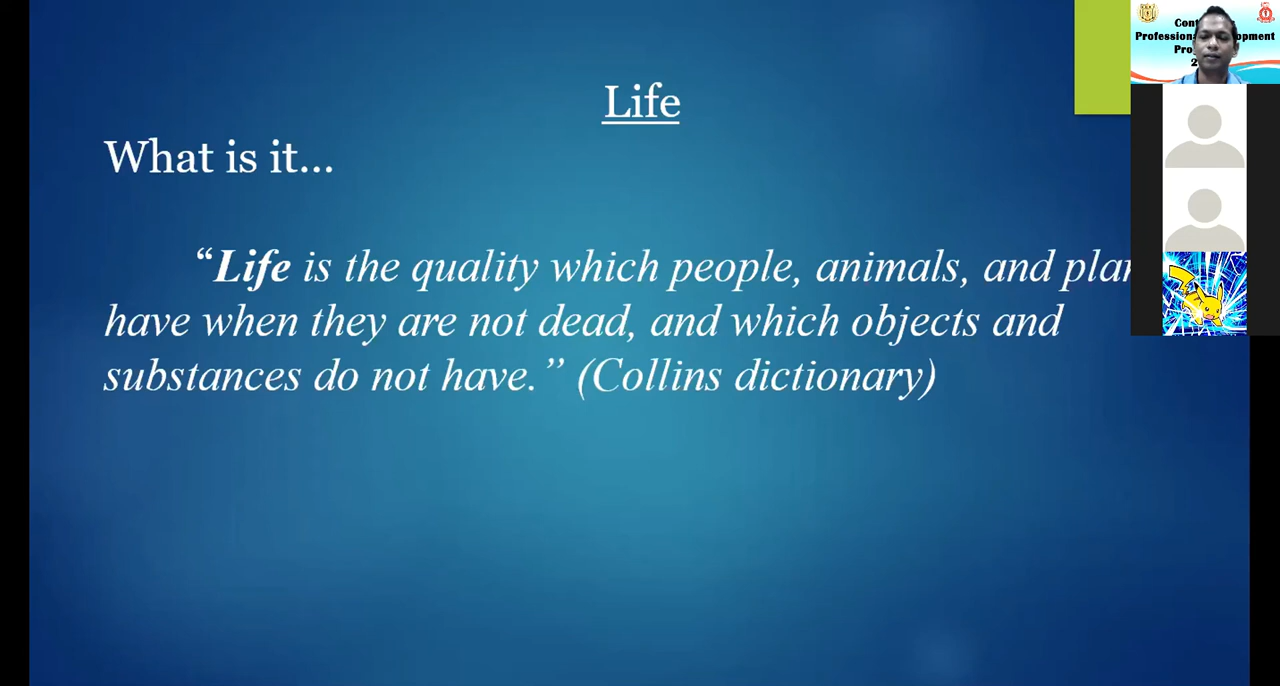 Life
What is it...
“Life is the quality which people, animals, and
have when they are not dead, and which objects and
substances do not have.” (Collins dictionary)